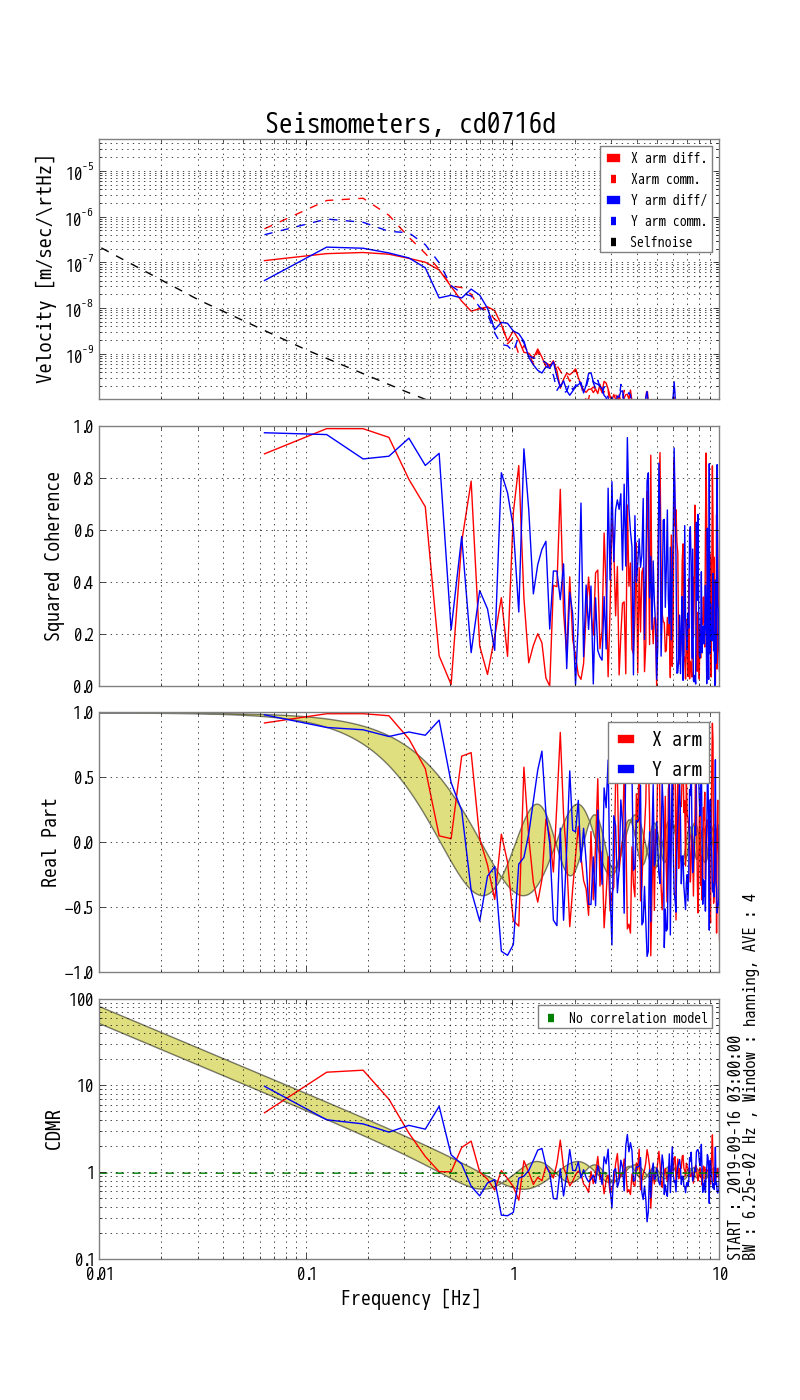 Seismometers, cd0716d
Velocity [m/sec/\rtHz]
10^-5
10^-6
10^-7
10^-8
10^-9
X arm diff.
Xarm comm.
Y arm diff/
Y arm comm.
Selfnoise
Squared Coherence
1.0
0.8
0.6
0.4
0.2
0.0
Real Part
1.0
0.5
0.0
−0.5
−1.0
X arm
Y arm
CDMR
100
10
1
0.1
No correlation model
0.01
0.1
1
10
Frequency [Hz]
START : 2019-09-16 03:00:00
BW : 6.25e-02 Hz , Window : hanning, AVE : 4